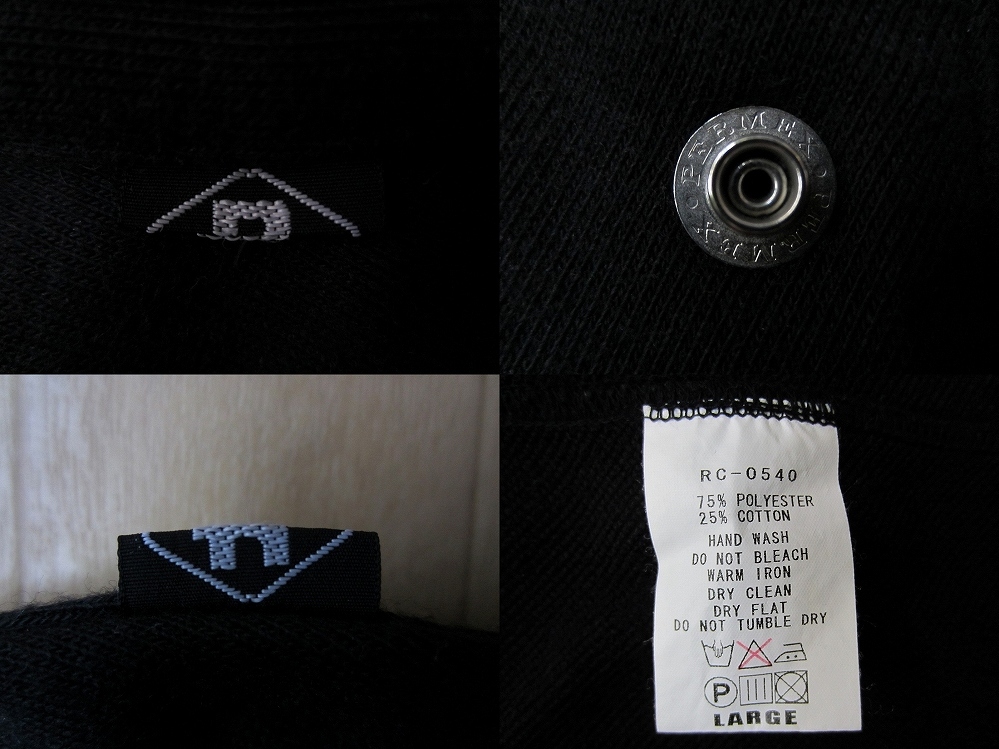 PERMEX · PERMEX ·
RC-0540
75% POLYESTER
25% COTTON
HAND WASH
DO NOT BLEACH
WARM IRON
DRY CLEAN
DRY FLAT
DO NOT TUMBLE DRY
P
LARGE